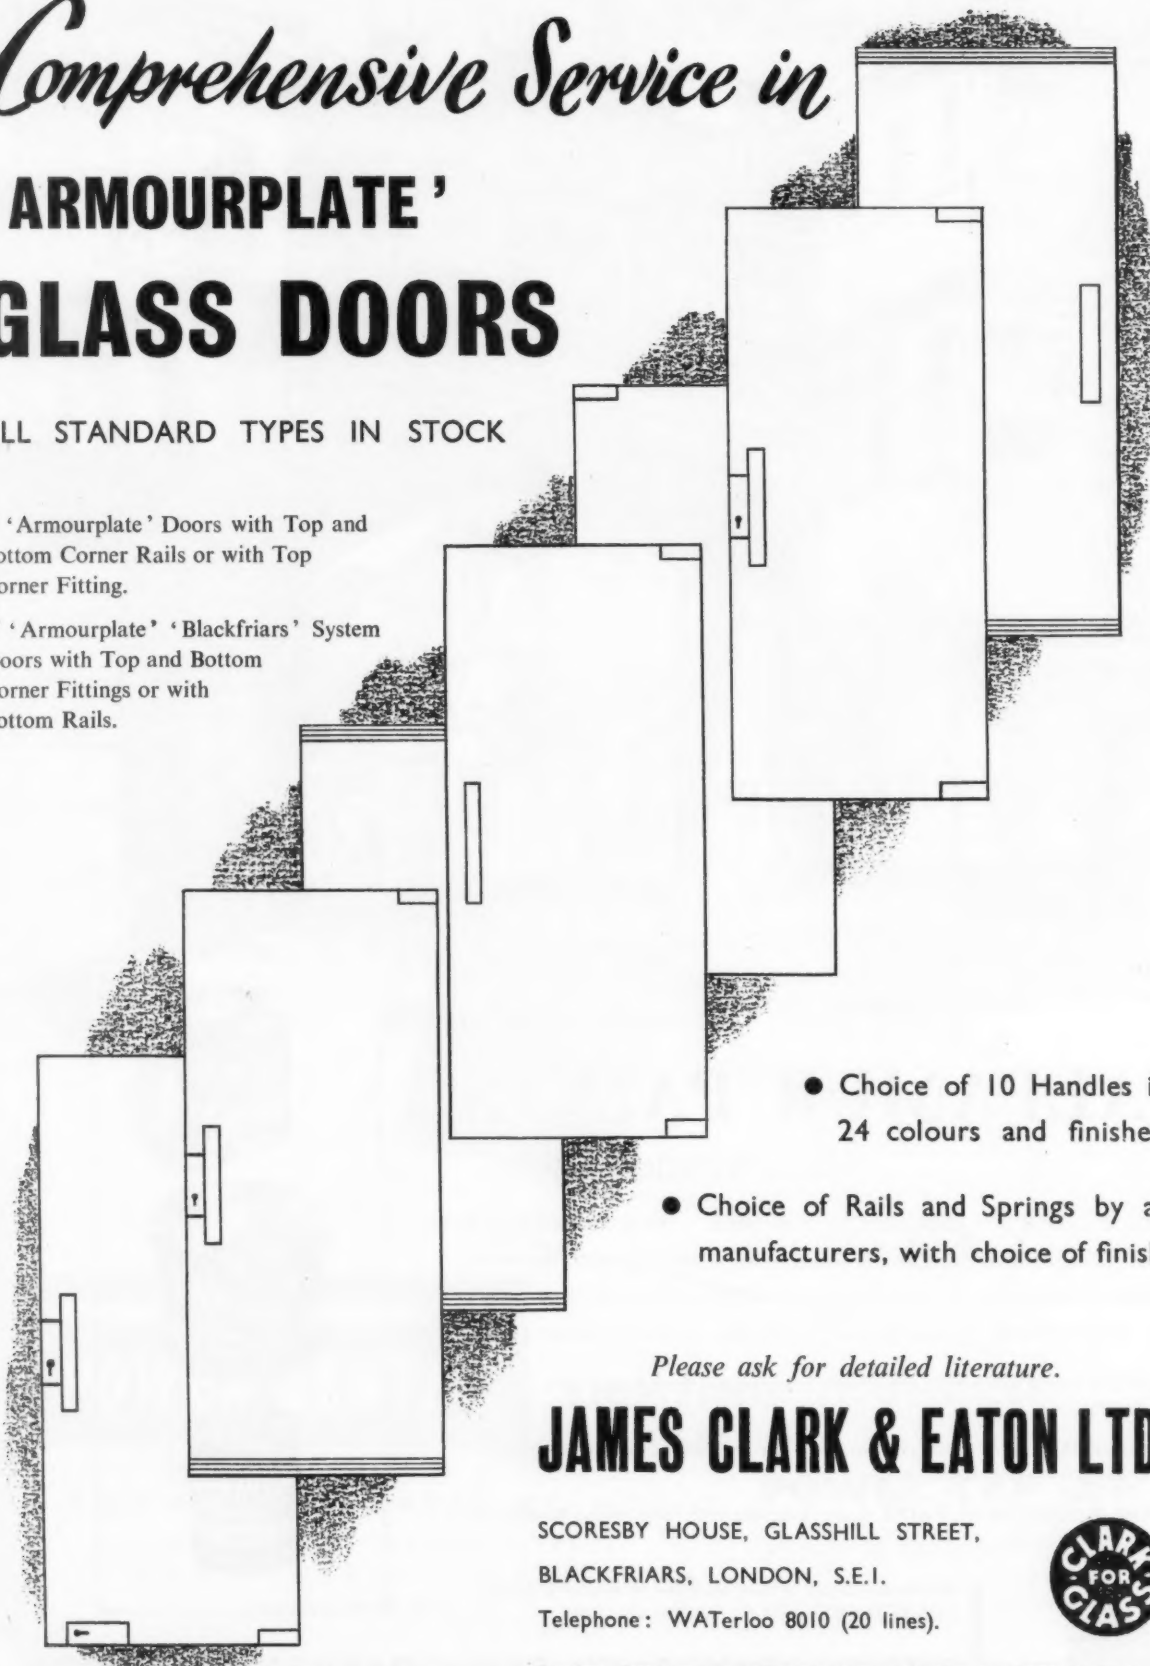 Comprehensive Service in
ARMOURPLATE'
GLASS DOORS
LL STANDARD TYPES IN STOCK
'Armourplate' Doors with Top and
ottom Corner Rails or with Top
orner Fitting.
'Armourplate' 'Blackfriars' System
oors with Top and Bottom
orner Fittings or with
ottom Rails.
● Choice of 10 Handles i
24 colours and finishe
● Choice of Rails and Springs by a
manufacturers, with choice of finis
Please ask for detailed literature.
JAMES CLARK & EATON LTD
SCORESBY HOUSE, GLASSHILL STREET,
BLACKFRIARS, LONDON, S.E.1.
Telephone: WATerloo 8010 (20 lines).
CLARKS
FOR
GLASS